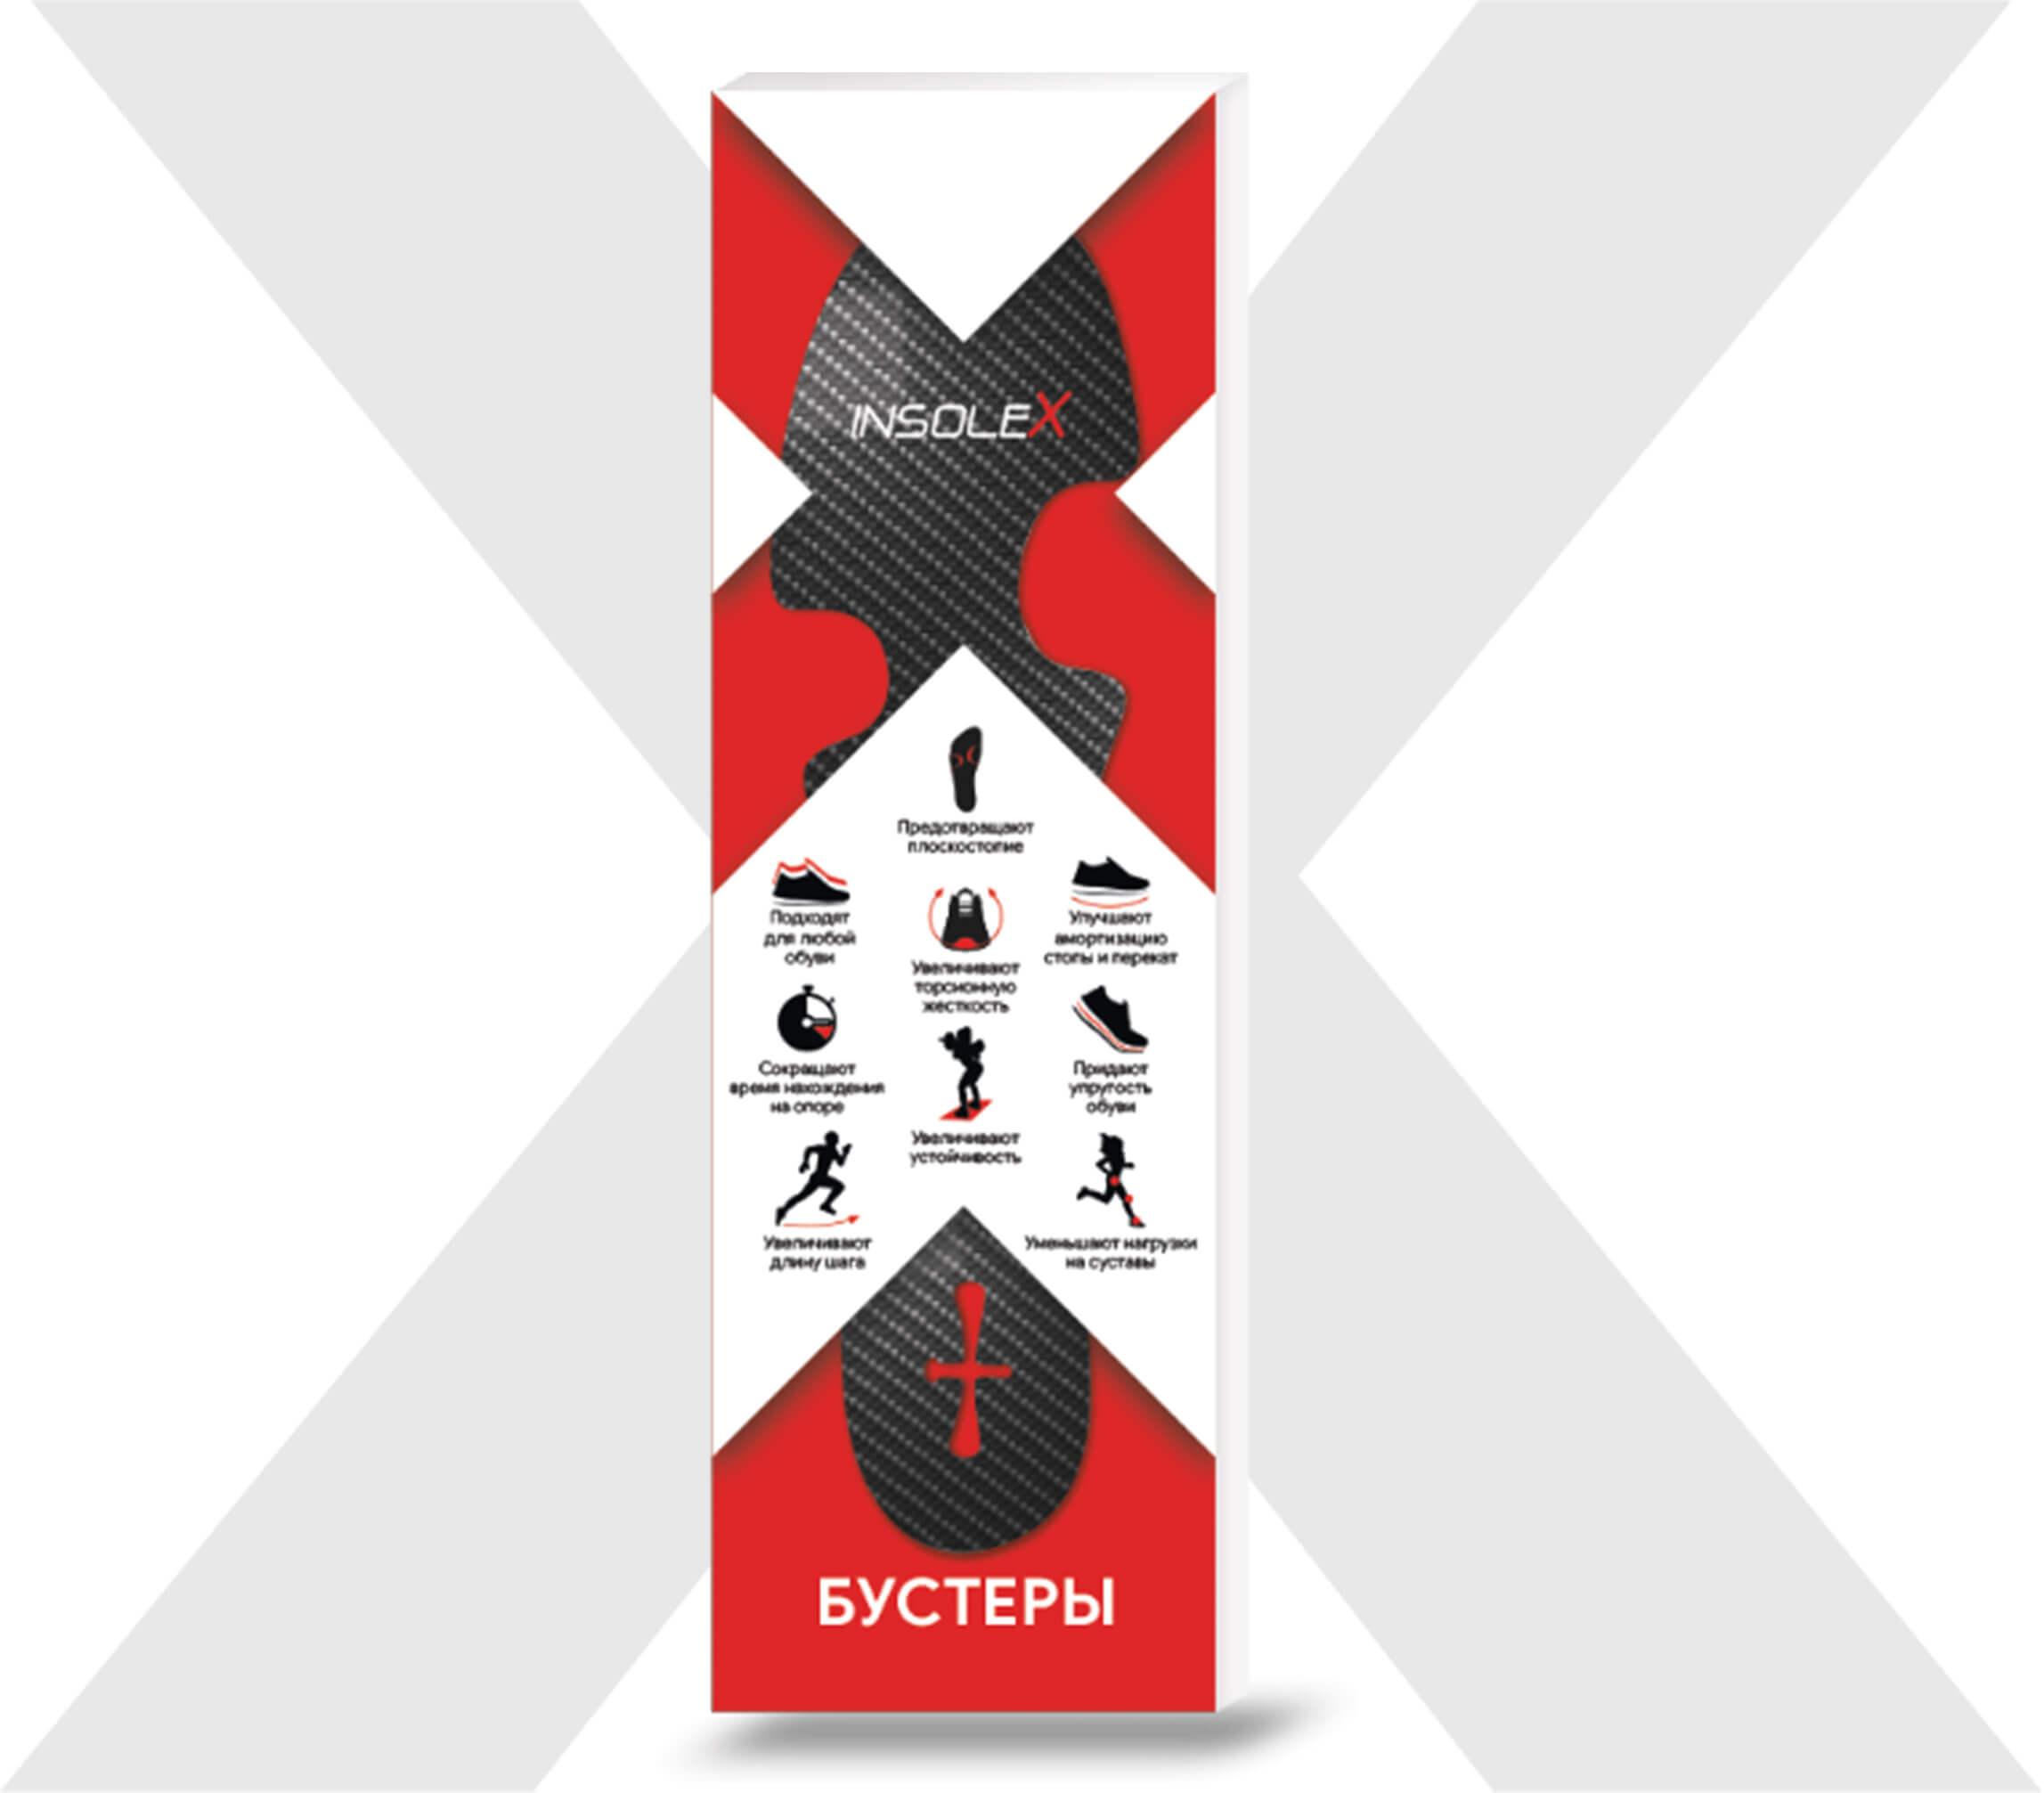 INSOLEX
Предотвращают
плоскостопие
Подходят
для любой
обуви
Увеличивают
торсионную
жесткость
Улучшают
амортизацию
стопы и перекат
Сокращают
время нахождения
на опоре
Увеличивают
устойчивость
Придают
упругость
обуви
Увеличивают
длину шага
Уменьшают нагрузки
на суставы
БУСТЕРЫ